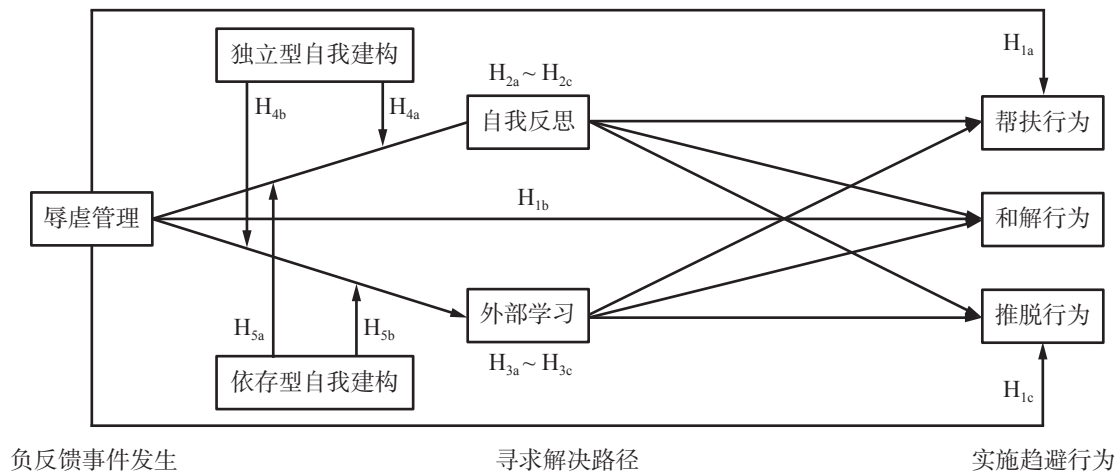 H1a
独立型自我建构
H2a ~ H2c
H4b
H4a
自我反思
帮扶行为
辱虐管理
H1b
和解行为
外部学习
推脱行为
H5a
H5b
H3a ~ H3c
依存型自我建构
H1c
负反馈事件发生
寻求解决路径
实施趋避行为